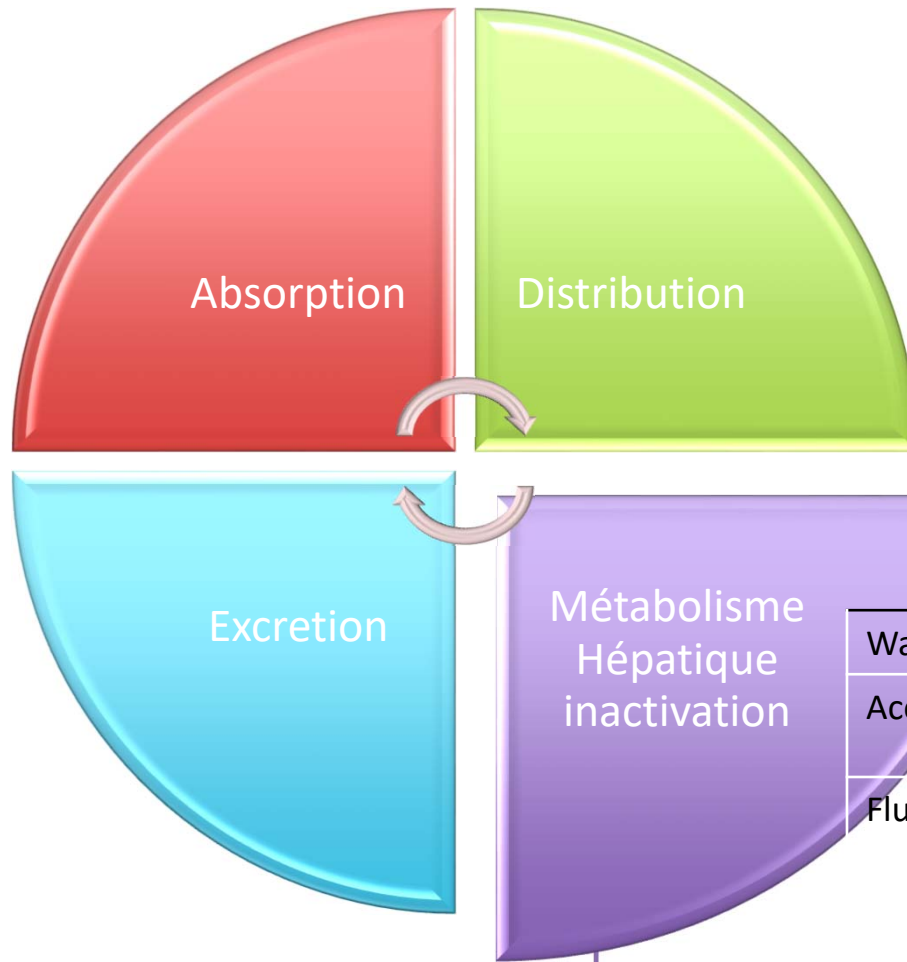 Absorption
Distribution
Excretion
Métabolisme
Hépatique
inactivation